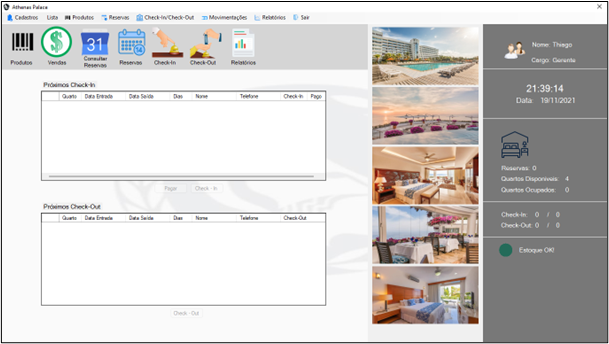 Athenas Palace
Cadastros Lista Produtos Reservas Check-In/Check-Out Movimentações Relatórios Sair
31
14
Produtos Vendas Consultar Reservas Reservas Check-In Check-Out Relatórios
Próximos Check-In
Quarto Data Entrada Data Saída Dias Nome Telefone Check-In Pago
Pagar Check - In
Próximos Check-Out
Quarto Data Entrada Data Saída Dias Nome Telefone Check-Out
Check - Out
Nome: Thiago
Cargo: Gerente
21:39:14
Data: 19/11/2021
Reservas: 0
Quartos Disponíveis: 4
Quartos Ocupados: 0
Check-In: 0 / 0
Check-Out: 0 / 0
Estoque OK!